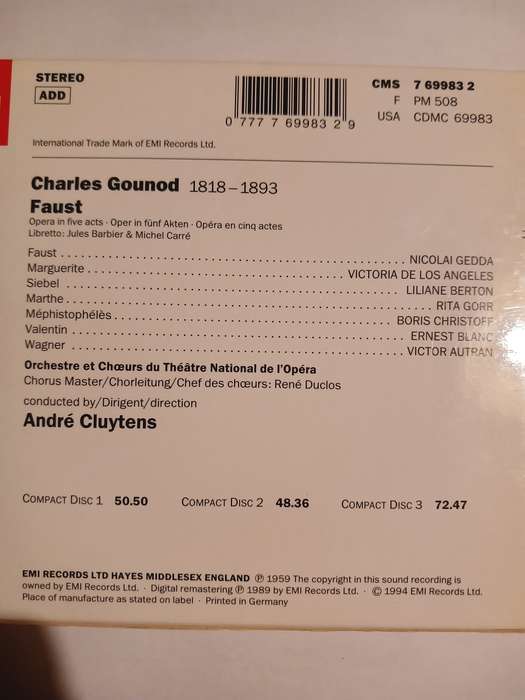 STEREO
ADD
0 777 7 69983 2 9
CMS 7 69983 2
F PM 508
USA CDMC 69983
International Trade Mark of EMI Records Ltd.
Charles Gounod 1818–1893
Faust
Opera in five acts · Oper in fünf Akten · Opéra en cinq actes
Libretto: Jules Barbier & Michel Carré
Faust . . . . . . . . . . . . . . . . . . . . NICOLAI GEDDA
Marguerite . . . . . . . . . . . . . . . . . . . . VICTORIA DE LOS ANGELES
Siebel . . . . . . . . . . . . . . . . . . . . LILIANE BERTON
Marthe . . . . . . . . . . . . . . . . . . . . RITA GORR
Méphistophélès . . . . . . . . . . . . . . . . . . . . BORIS CHRISTOFF
Valentin . . . . . . . . . . . . . . . . . . . . ERNEST BLANC
Wagner . . . . . . . . . . . . . . . . . . . . VICTOR AUTRAN
Orchestre et Chœurs du Théâtre National de l'Opéra
Chorus Master/Chorleitung/Chef des chœurs: René Duclos
conducted by/Dirigent/direction
André Cluytens
COMPACT DISC 1 50.50 COMPACT DISC 2 48.36 COMPACT DISC 3 72.47
EMI RECORDS LTD HAYES MIDDLESEX ENGLAND ℗ 1959 The copyright in this sound recording is
owned by EMI Records Ltd. · Digital remastering ℗ 1989 by EMI Records Ltd. · © 1994 EMI Records Ltd.
Place of manufacture as stated on label · Printed in Germany